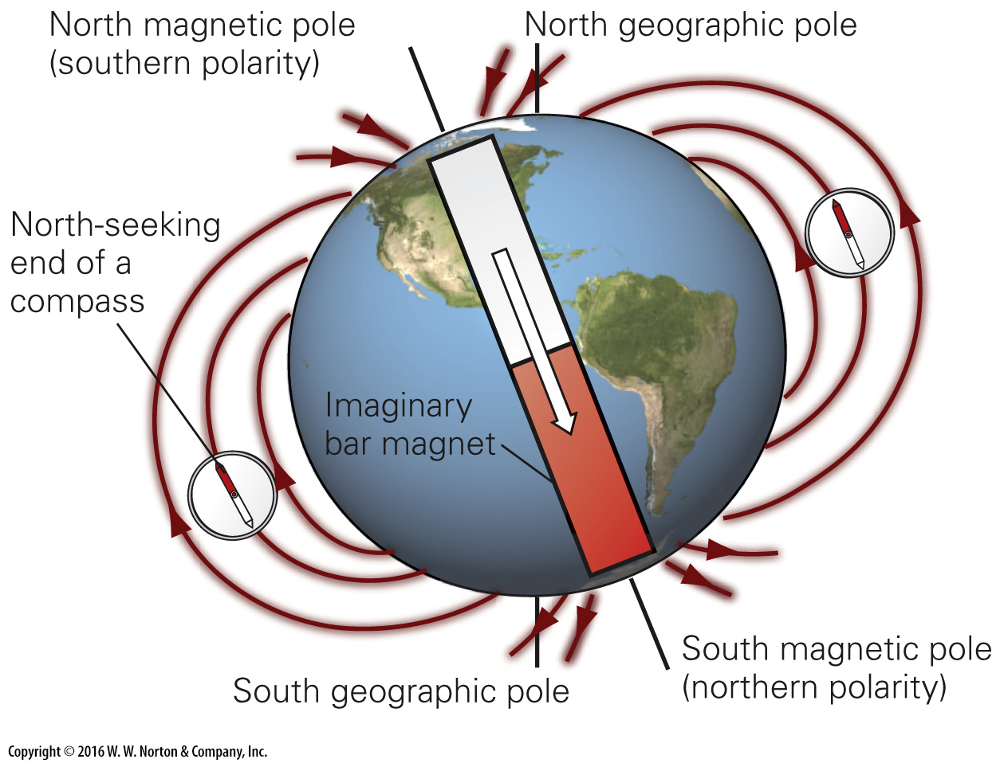 North magnetic pole
(southern polarity)
North geographic pole
North-seeking
end of a
compass
Imaginary
bar magnet
South magnetic pole
(northern polarity)
South geographic pole
Copyright © 2016 W. W. Norton & Company, Inc.